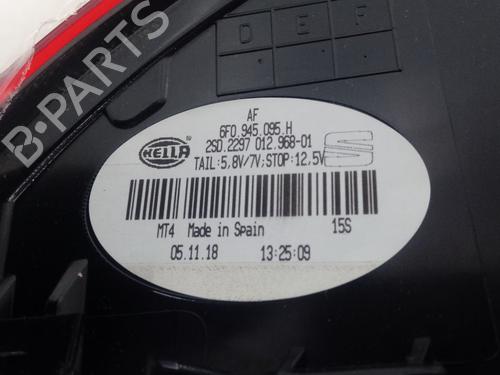 B-PARTS
D E F
AF
6F0.945.095.H
HELLA
2SD.2297 012.968-01
TAIL:5,8V/7V;STOP:12,5V
MT4 Made in Spain 15S
05.11.18 13:25:09